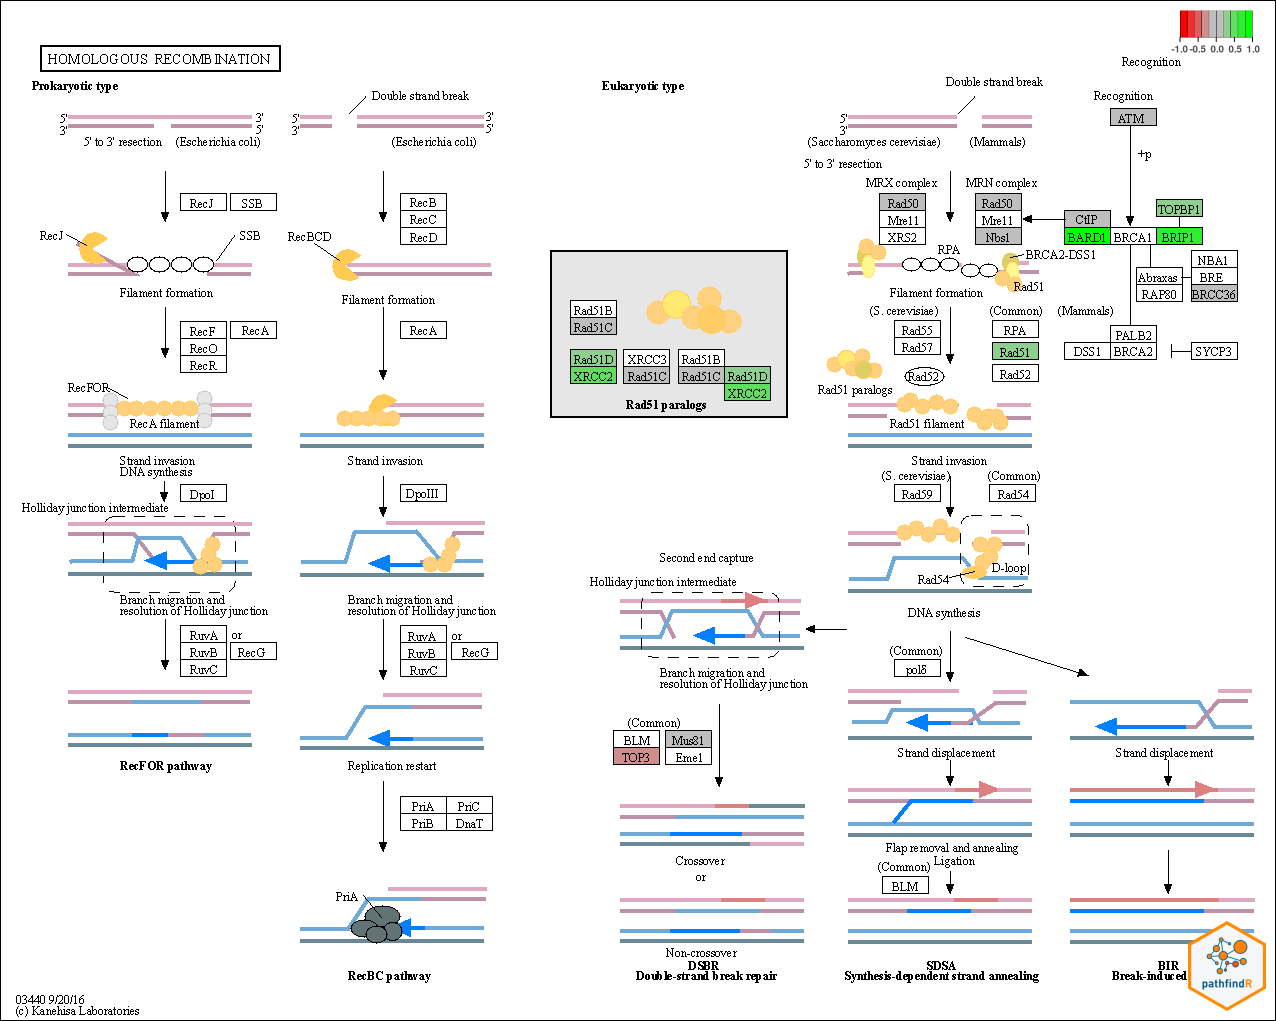 -1.0 -0.5 0.0 0.5 1.0
HOMOLOGOUS RECOMBINATION
Recognition
Prokaryotic type
Eukaryotic type
Double strand break
Double strand break
Recognition
5' 3'
3' 5'
5' 3'
3' 5'
5'
3'
ATM
5' to 3' resection (Escherichia coli)
(Escherichia coli)
(Saccharomyces cerevisiae) (Mammals)
+p
5' to 3' resection
MRX complex
MRN complex
RecJ SSB
RecB
RecC
RecD
Rad50
Mre11
XRS2
Rad50
Mre11
Nbs1
CtIP
TOPBP1
BARD1 BRCA1 BRIP1
RecJ
SSB
RecBCD
RPA
BRCA2-DSS1
Rad51
NBA1
Abraxas BRE
RAP80 BRCC36
Filament formation
Filament formation
Filament formation
(S. cerevisiae)
(Common)
(Mammals)
RecF RecA
RecO
RecR
RecA
Rad51B
Rad51C
Rad55
Rad57
RPA
Rad51
Rad52
PALB2
DSS1 BRCA2
SYCP3
Rad51D
XRCC2
XRCC3
Rad51C
Rad51B
Rad51C Rad51D
XRCC2
Rad51 paralogs
Rad51 paralogs
Rad52
RecFOR
RecA filament
Rad51 filament
Strand invasion
DNA synthesis
Strand invasion
Strand invasion
(S. cerevisiae)
(Common)
DpoI
DpoIII
Rad59
Rad54
Holliday junction intermediate
Second end capture
Holliday junction intermediate
D-loop
Rad54
Branch migration and
resolution of Holliday junction
Branch migration and
resolution of Holliday junction
DNA synthesis
RuvA or
RuvB RecG
RuvC
RuvA or
RuvB RecG
RuvC
Branch migration and
resolution of Holliday junction
(Common)
polδ
(Common)
BLM Mus81
TOP3 Eme1
Strand displacement
Strand displacement
RecFOR pathway
Replication restart
PriA PriC
PriB DnaT
Crossover
or
Flap removal and annealing
Ligation
(Common)
BLM
PriA
Non-crossover
RecBC pathway
DSBR
Double-strand break repair
SDSA
Synthesis-dependent strand annealing
BIR
Break-induced
pathfindR
03440 9/20/16
(c) Kanehisa Laboratories